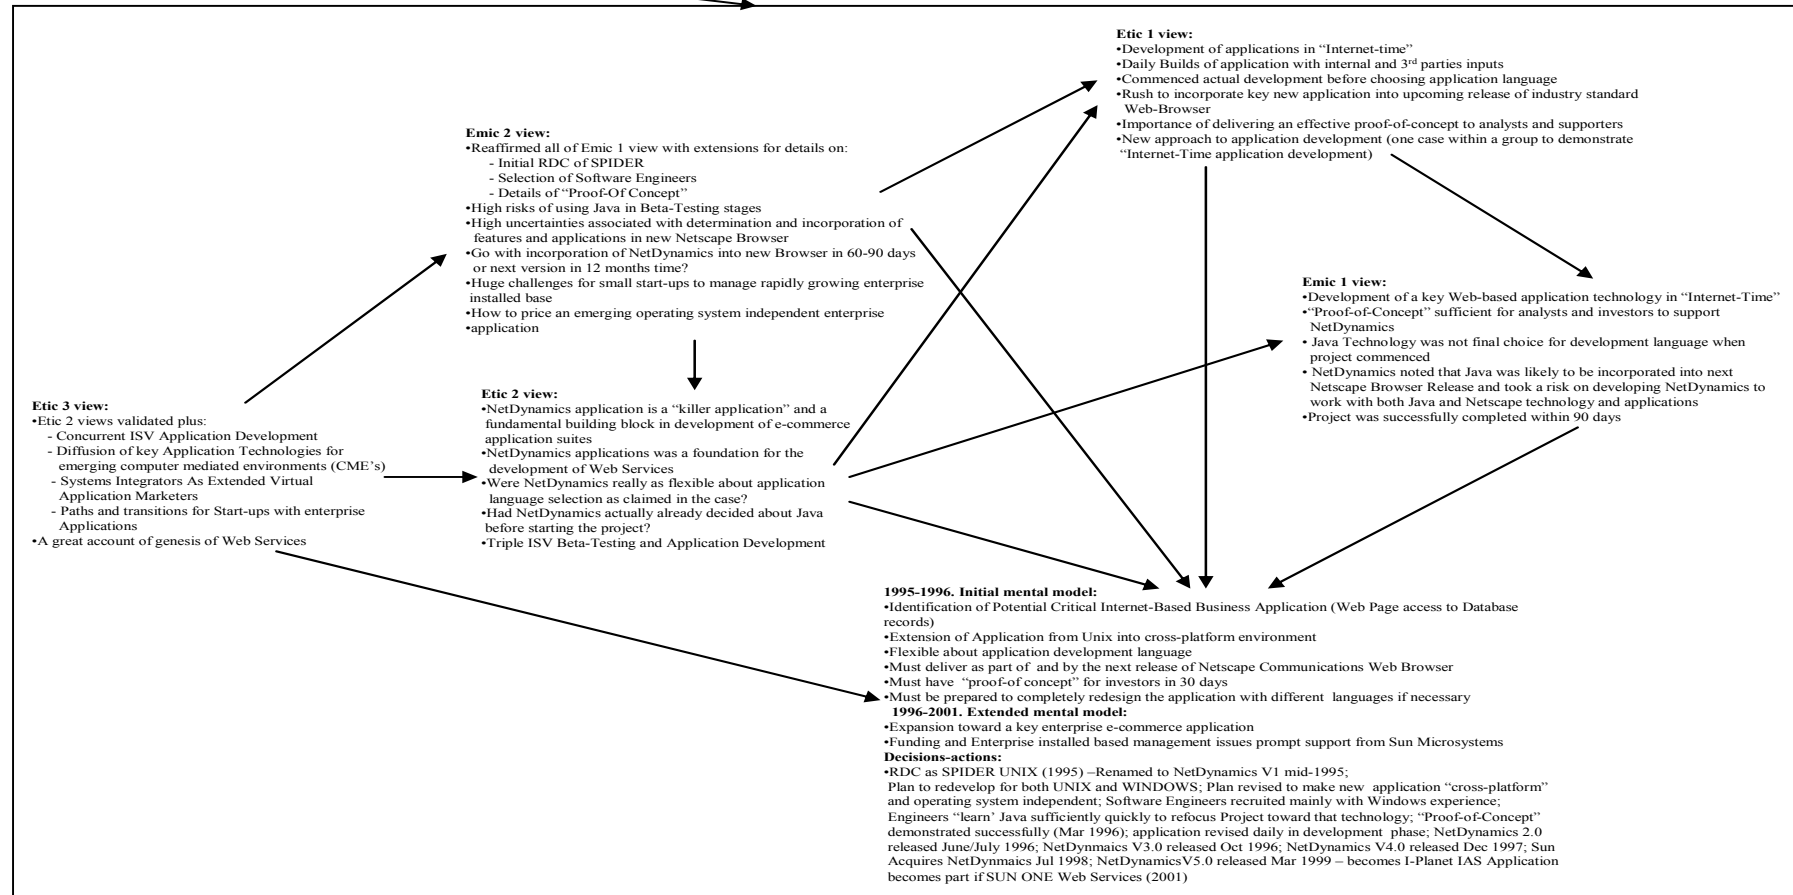 Etic 1 view:
•Development of applications in “Internet-time”
•Daily Builds of application with internal and 3rd parties inputs
•Commenced actual development before choosing application language
•Rush to incorporate key new application into upcoming release of industry standard
Web-Browser
•Importance of delivering an effective proof-of-concept to analysts and supporters
•New approach to application development (one case within a group to demonstrate
“Internet-Time application development)
Emic 2 view:
•Reaffirmed all of Emic 1 view with extensions for details on:
- Initial RDC of SPIDER
- Selection of Software Engineers
- Details of “Proof-Of Concept”
•High risks of using Java in Beta-Testing stages
•High uncertainties associated with determination and incorporation of
features and applications in new Netscape Browser
•Go with incorporation of NetDynamics into new Browser in 60-90 days
or next version in 12 months time?
•Huge challenges for small start-ups to manage rapidly growing enterprise
installed base
•How to price an emerging operating system independent enterprise
•application
Emic 1 view:
•Development of a key Web-based application technology in “Internet-Time”
•“Proof-of-Concept” sufficient for analysts and investors to support
NetDynamics
• Java Technology was not final choice for development language when
project commenced
• NetDynamics noted that Java was likely to be incorporated into next
Netscape Browser Release and took a risk on developing NetDynamics to
work with both Java and Netscape technology and applications
•Project was successfully completed within 90 days
Etic 3 view:
•Etic 2 views validated plus:
- Concurrent ISV Application Development
- Diffusion of key Application Technologies for
emerging computer mediated environments (CME’s)
- Systems Integrators As Extended Virtual
Application Marketers
- Paths and transitions for Start-ups with enterprise
Applications
•A great account of genesis of Web Services
Etic 2 view:
•NetDynamics application is a “killer application” and a
fundamental building block in development of e-commerce
application suites
•NetDynamics applications was a foundation for the
development of Web Services
•Were NetDynamics really as flexible about application
language selection as claimed in the case?
•Had NetDynamics actually already decided about Java
before starting the project?
•Triple ISV Beta-Testing and Application Development
1995-1996. Initial mental model:
•Identification of Potential Critical Internet-Based Business Application (Web Page access to Database
records)
•Extension of Application from Unix into cross-platform environment
•Flexible about application development language
•Must deliver as part of and by the next release of Netscape Communications Web Browser
•Must have “proof-of concept” for investors in 30 days
•Must be prepared to completely redesign the application with different languages if necessary
1996-2001. Extended mental model:
•Expansion toward a key enterprise e-commerce application
•Funding and Enterprise installed based management issues prompt support from Sun Microsystems
Decisions-actions:
•RDC as SPIDER UNIX (1995) –Renamed to NetDynamics V1 mid-1995;
Plan to redevelop for both UNIX and WINDOWS; Plan revised to make new application “cross-platform”
and operating system independent; Software Engineers recruited mainly with Windows experience;
Engineers “learn’ Java sufficiently quickly to refocus Project toward that technology; “Proof-of-Concept”
demonstrated successfully (Mar 1996); application revised daily in development phase; NetDynamics 2.0
released June/July 1996; NetDynmaics V3.0 released Oct 1996; NetDynamics V4.0 released Dec 1997; Sun
Acquires NetDynmaics Jul 1998; NetDynamicsV5.0 released Mar 1999 – becomes I-Planet IAS Application
becomes part if SUN ONE Web Services (2001)